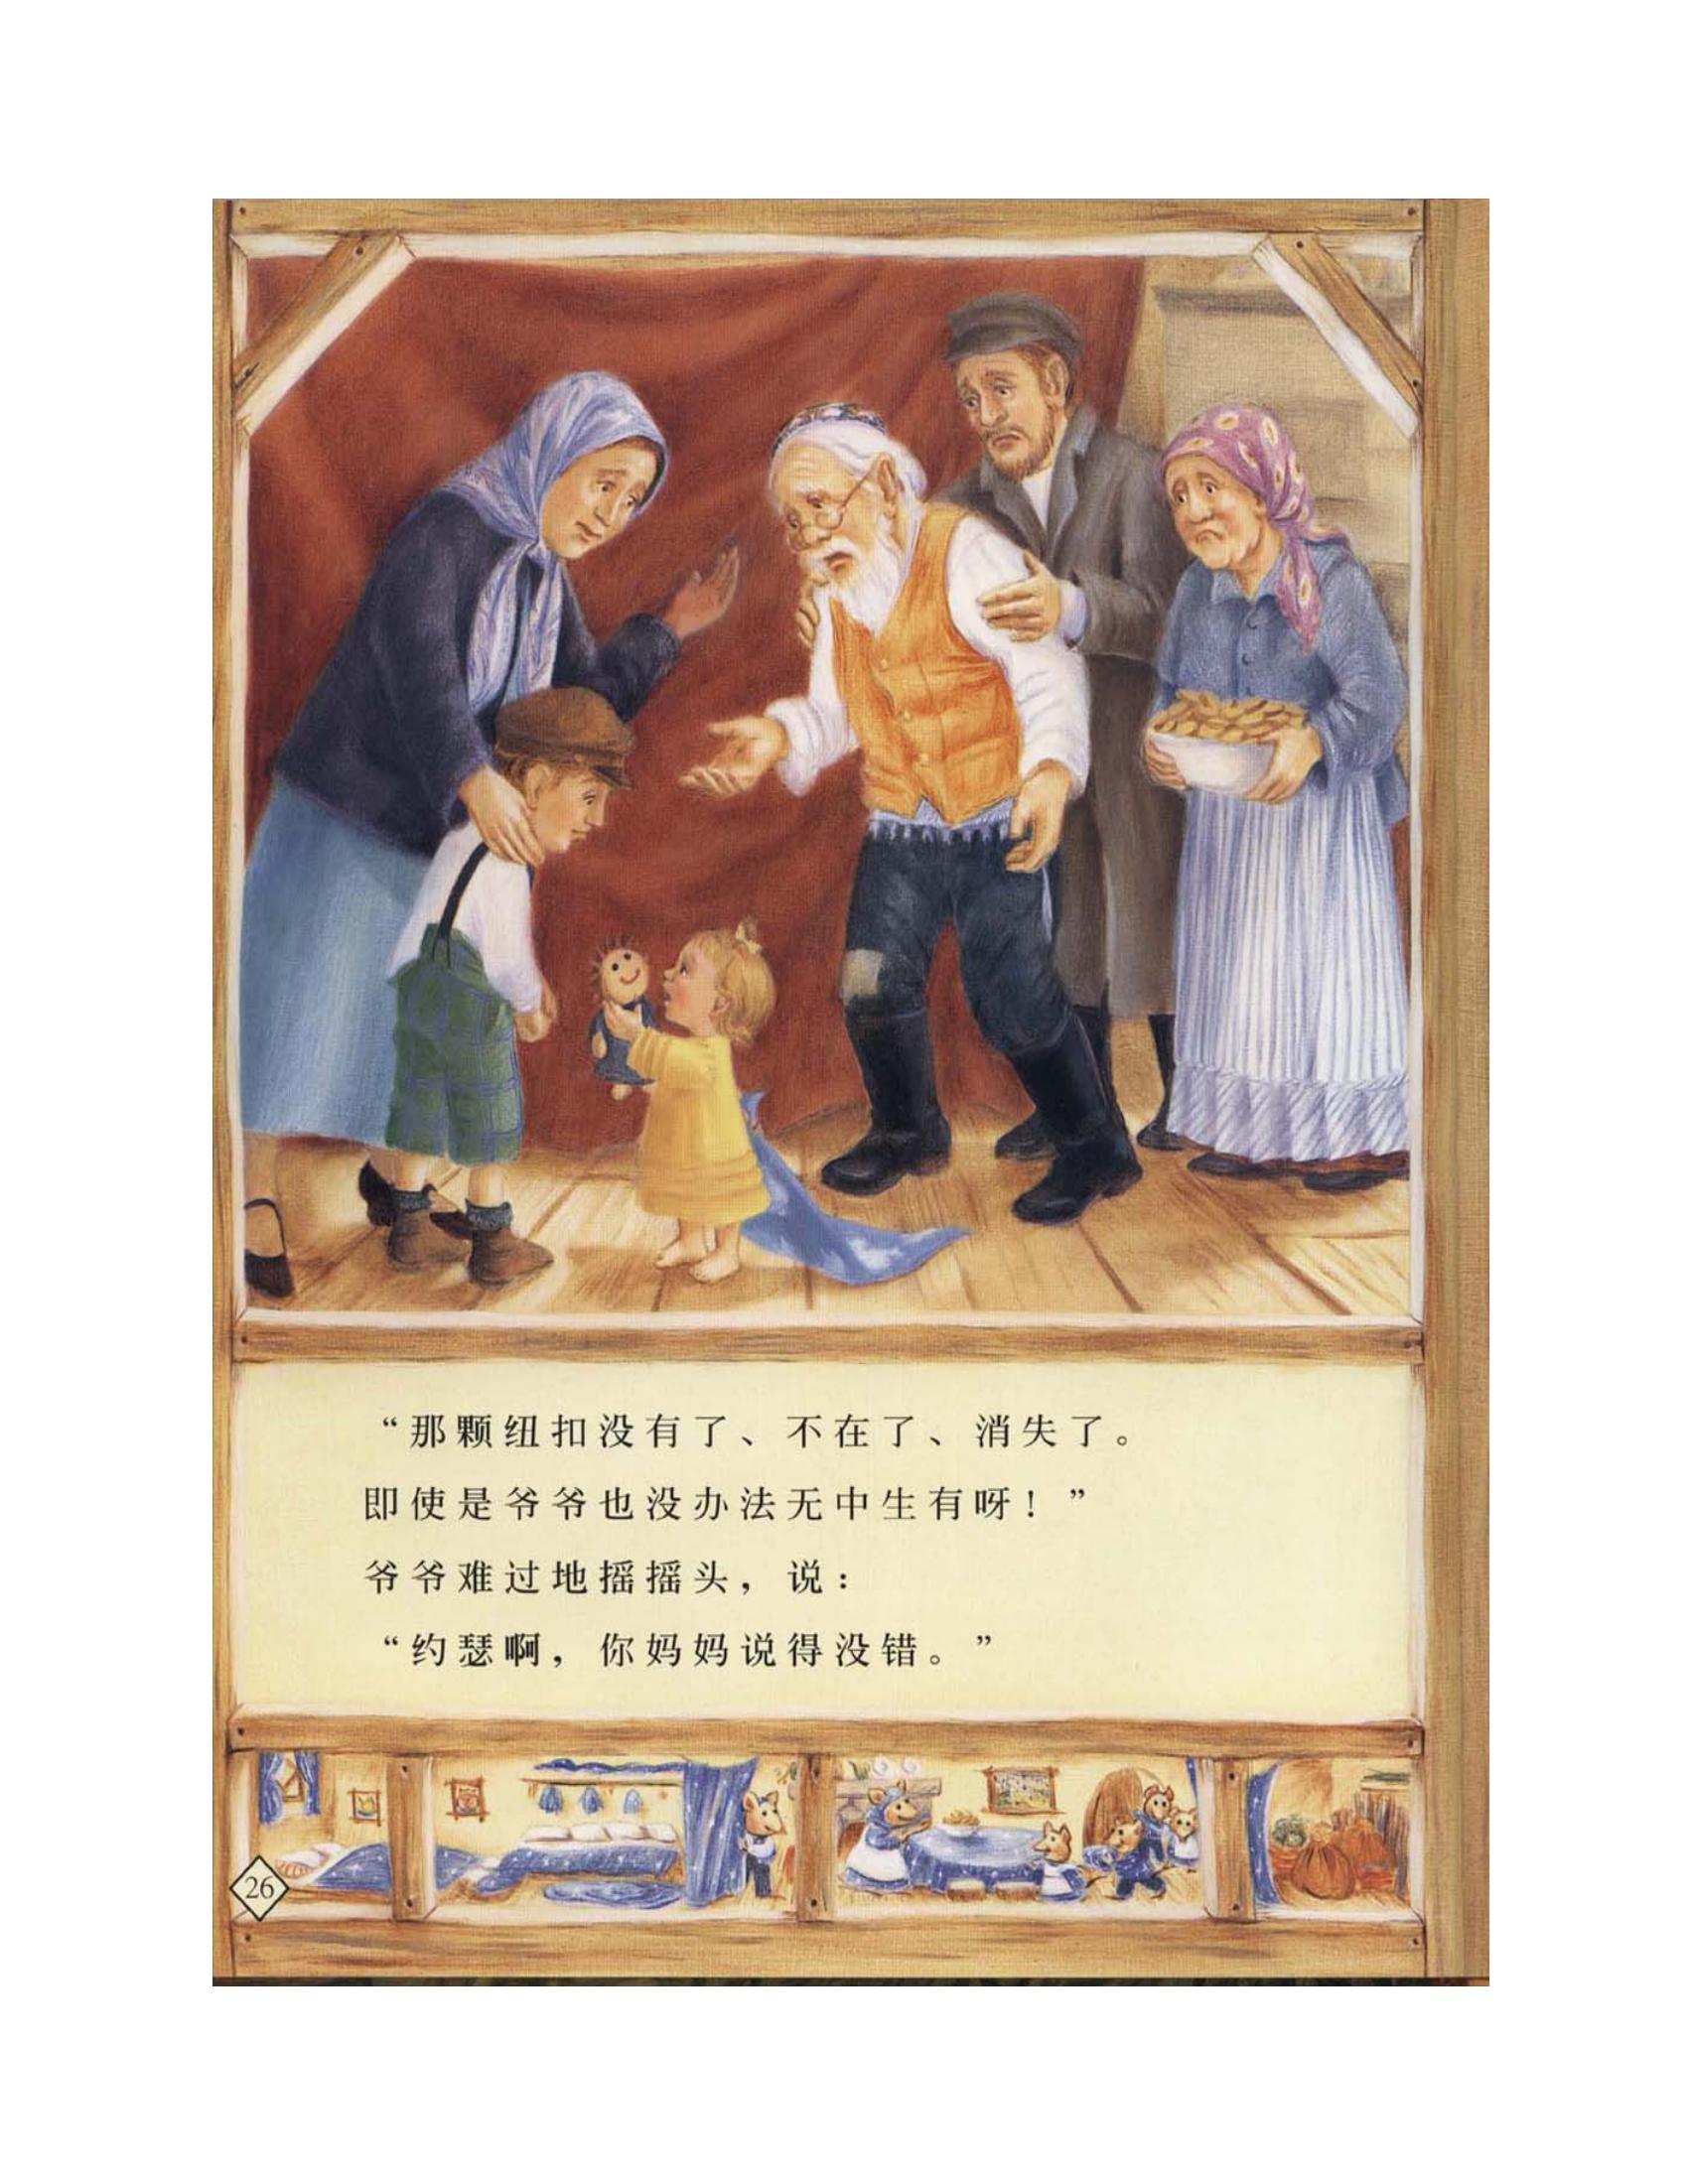 “那颗纽扣没有了、不在了、消失了。
即使是爷爷也没办法无中生有呀！”
爷爷难过地摇摇头，说：
“约瑟啊，你妈妈说得没错。”
26